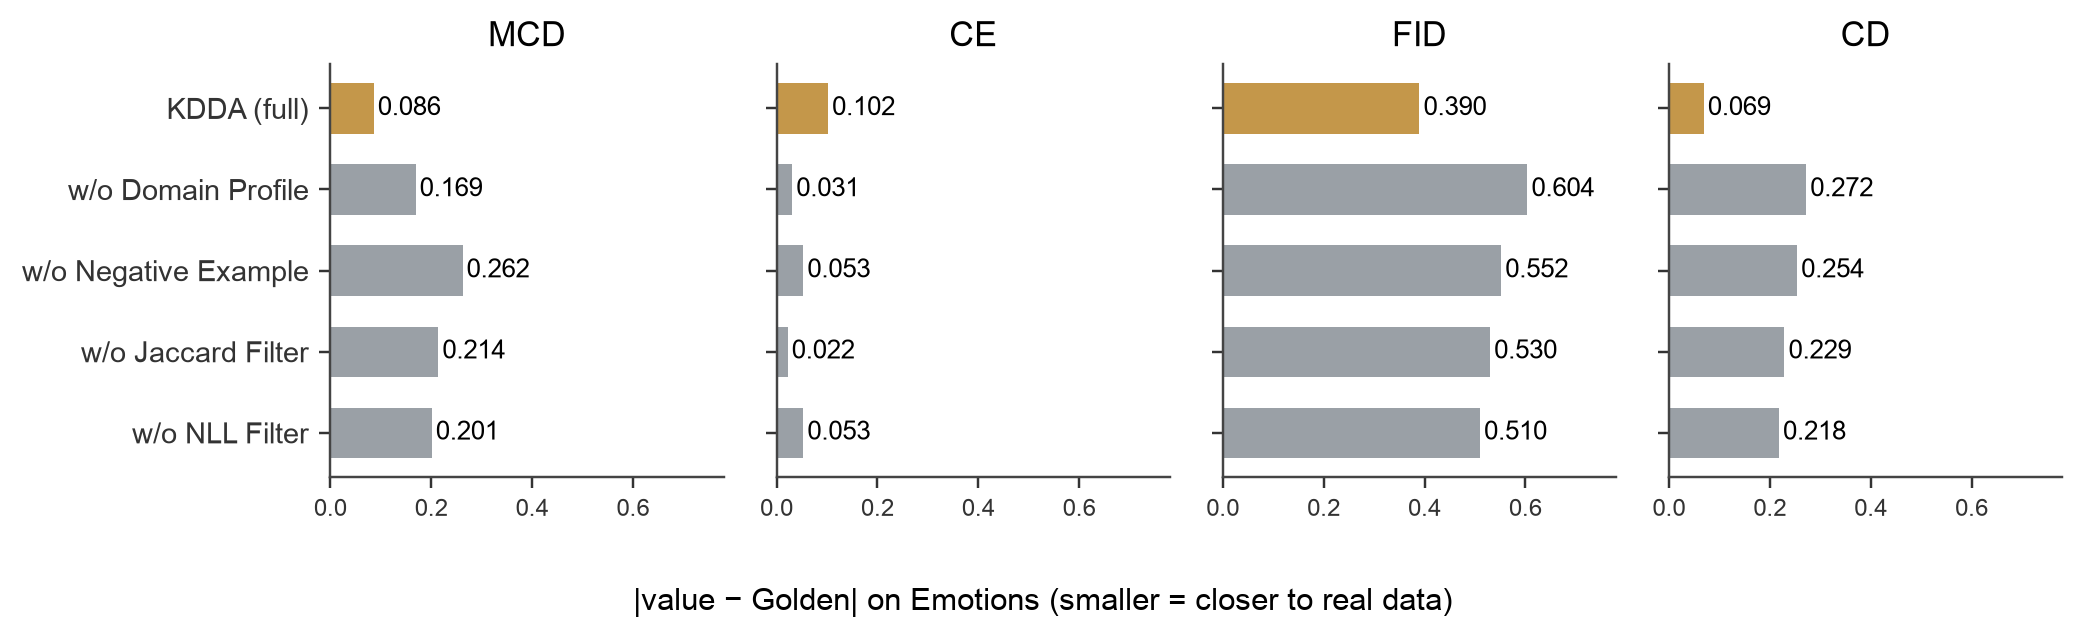 MCD CE FID CD
KDDA (full) 0.086 0.102 0.390 0.069
w/o Domain Profile 0.169 0.031 0.604 0.272
w/o Negative Example 0.262 0.053 0.552 0.254
w/o Jaccard Filter 0.214 0.022 0.530 0.229
w/o NLL Filter 0.201 0.053 0.510 0.218
0.0 0.2 0.4 0.6 0.0 0.2 0.4 0.6 0.0 0.2 0.4 0.6 0.0 0.2 0.4 0.6
|value − Golden| on Emotions (smaller = closer to real data)